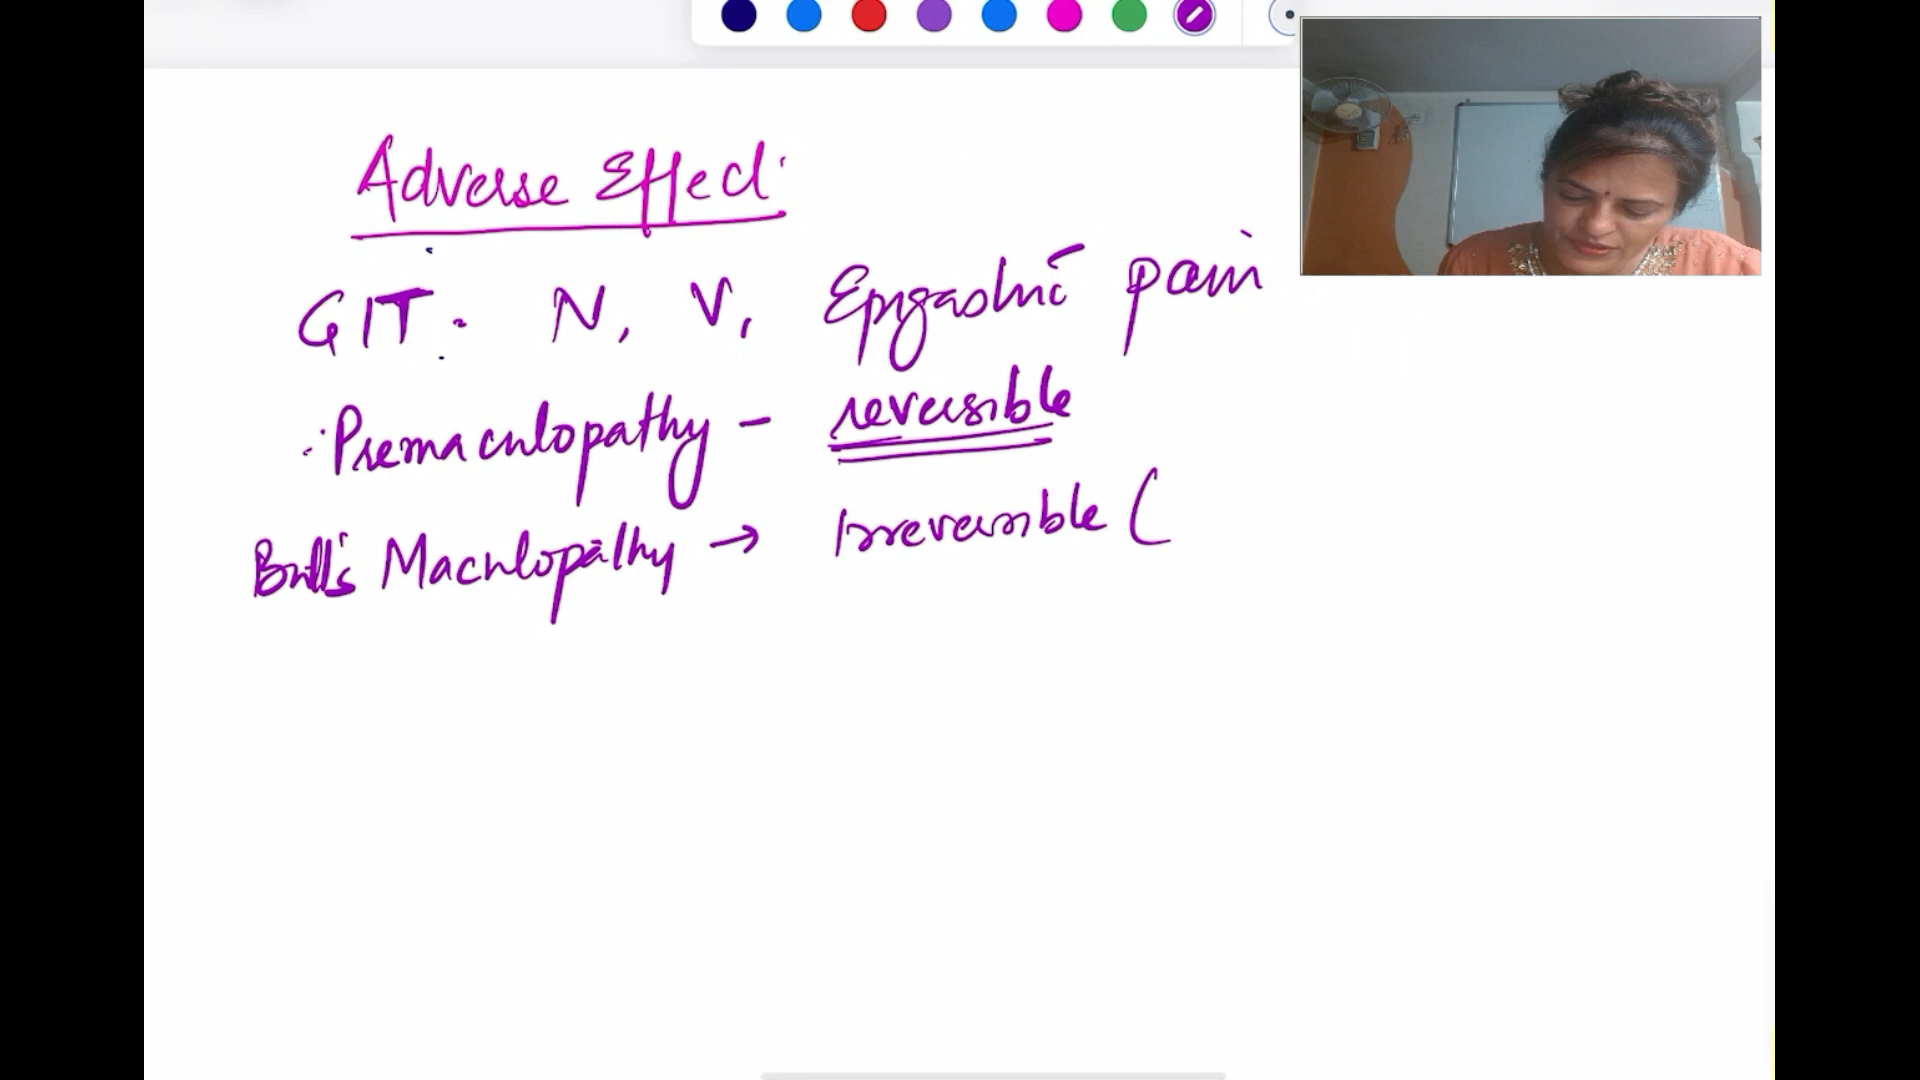 Adverse Effect:
GIT: N, V, Epigastric pain
Premaculopathy - reversible
Bull's Maculopathy → Irreversible (